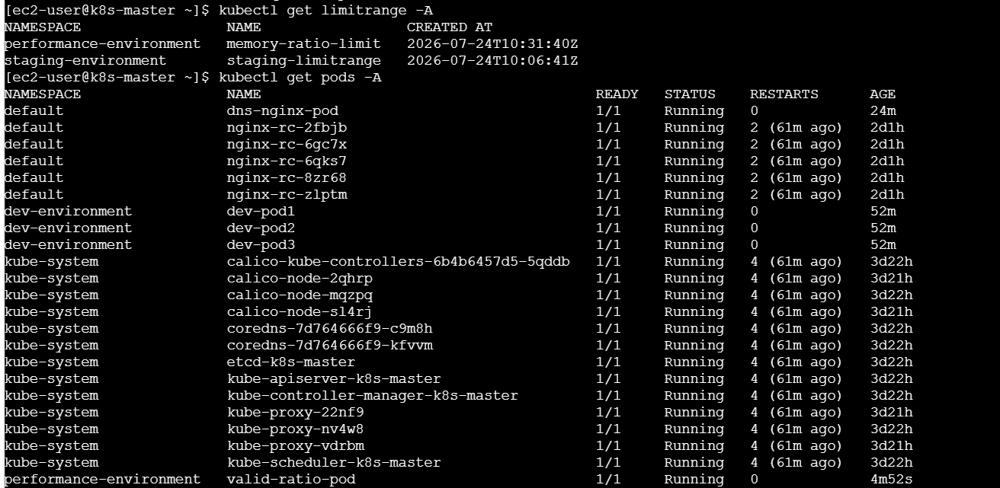 [ec2-user@k8s-master ~]$ kubectl get limitrange -A
NAMESPACE NAME CREATED AT
performance-environment memory-ratio-limit 2026-07-24T10:31:40Z
staging-environment staging-limitrange 2026-07-24T10:06:41Z
[ec2-user@k8s-master ~]$ kubectl get pods -A
NAMESPACE NAME READY STATUS RESTARTS AGE
default dns-nginx-pod 1/1 Running 0 24m
default nginx-rc-2fbjb 1/1 Running 2 (61m ago) 2d1h
default nginx-rc-6gc7x 1/1 Running 2 (61m ago) 2d1h
default nginx-rc-6qks7 1/1 Running 2 (61m ago) 2d1h
default nginx-rc-8zr68 1/1 Running 2 (61m ago) 2d1h
default nginx-rc-zlptm 1/1 Running 2 (61m ago) 2d1h
dev-environment dev-pod1 1/1 Running 0 52m
dev-environment dev-pod2 1/1 Running 0 52m
dev-environment dev-pod3 1/1 Running 0 52m
kube-system calico-kube-controllers-6b4b6457d5-5qddb 1/1 Running 4 (61m ago) 3d22h
kube-system calico-node-2qhrp 1/1 Running 4 (61m ago) 3d21h
kube-system calico-node-mqzpq 1/1 Running 4 (61m ago) 3d22h
kube-system calico-node-sl4rj 1/1 Running 4 (61m ago) 3d21h
kube-system coredns-7d764666f9-c9m8h 1/1 Running 4 (61m ago) 3d22h
kube-system coredns-7d764666f9-kfvvm 1/1 Running 4 (61m ago) 3d22h
kube-system etcd-k8s-master 1/1 Running 4 (61m ago) 3d22h
kube-system kube-apiserver-k8s-master 1/1 Running 4 (61m ago) 3d22h
kube-system kube-controller-manager-k8s-master 1/1 Running 4 (61m ago) 3d22h
kube-system kube-proxy-22nf9 1/1 Running 4 (61m ago) 3d21h
kube-system kube-proxy-nv4w8 1/1 Running 4 (61m ago) 3d22h
kube-system kube-proxy-vdrbm 1/1 Running 4 (61m ago) 3d21h
kube-system kube-scheduler-k8s-master 1/1 Running 4 (61m ago) 3d22h
performance-environment valid-ratio-pod 1/1 Running 0 4m52s